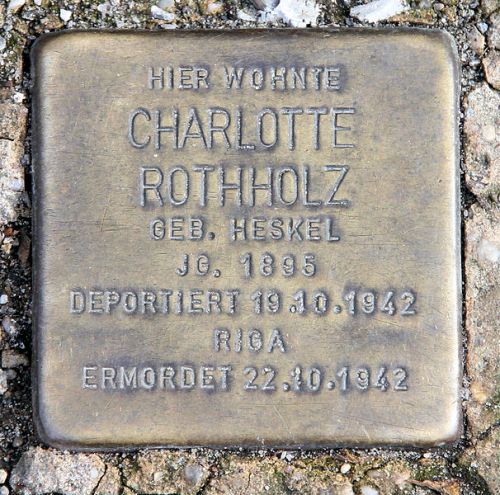 HIER WOHNTE
CHARLOTTE
ROTHHOLZ
GEB. HESKEL
JG. 1895
DEPORTIERT 19.10.1942
RIGA
ERMORDET 22.10.1942